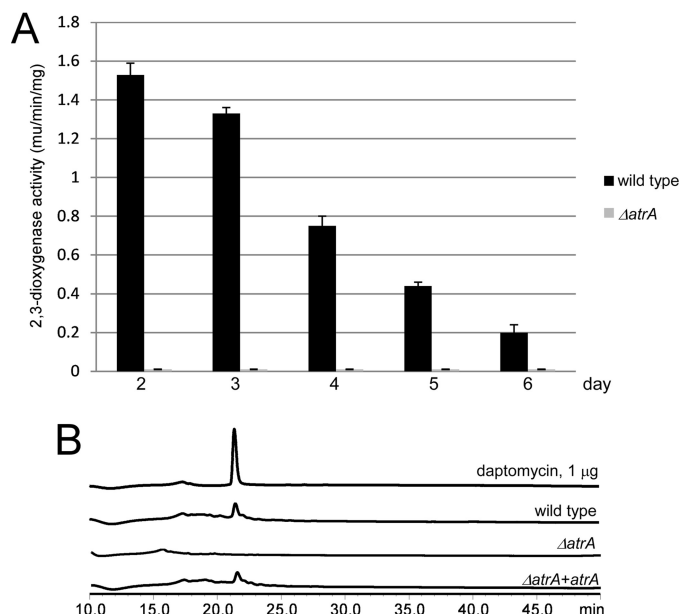 A
2,3-dioxygenase activity (mu/min/mg)
1.8
1.6
1.4
1.2
1
0.8
0.6
0.4
0.2
0
2 3 4 5 6 day
wild type
ΔatrA
B
daptomycin, 1 μg
wild type
ΔatrA
ΔatrA+atrA
10.0 15.0 20.0 25.0 30.0 35.0 40.0 45.0 min